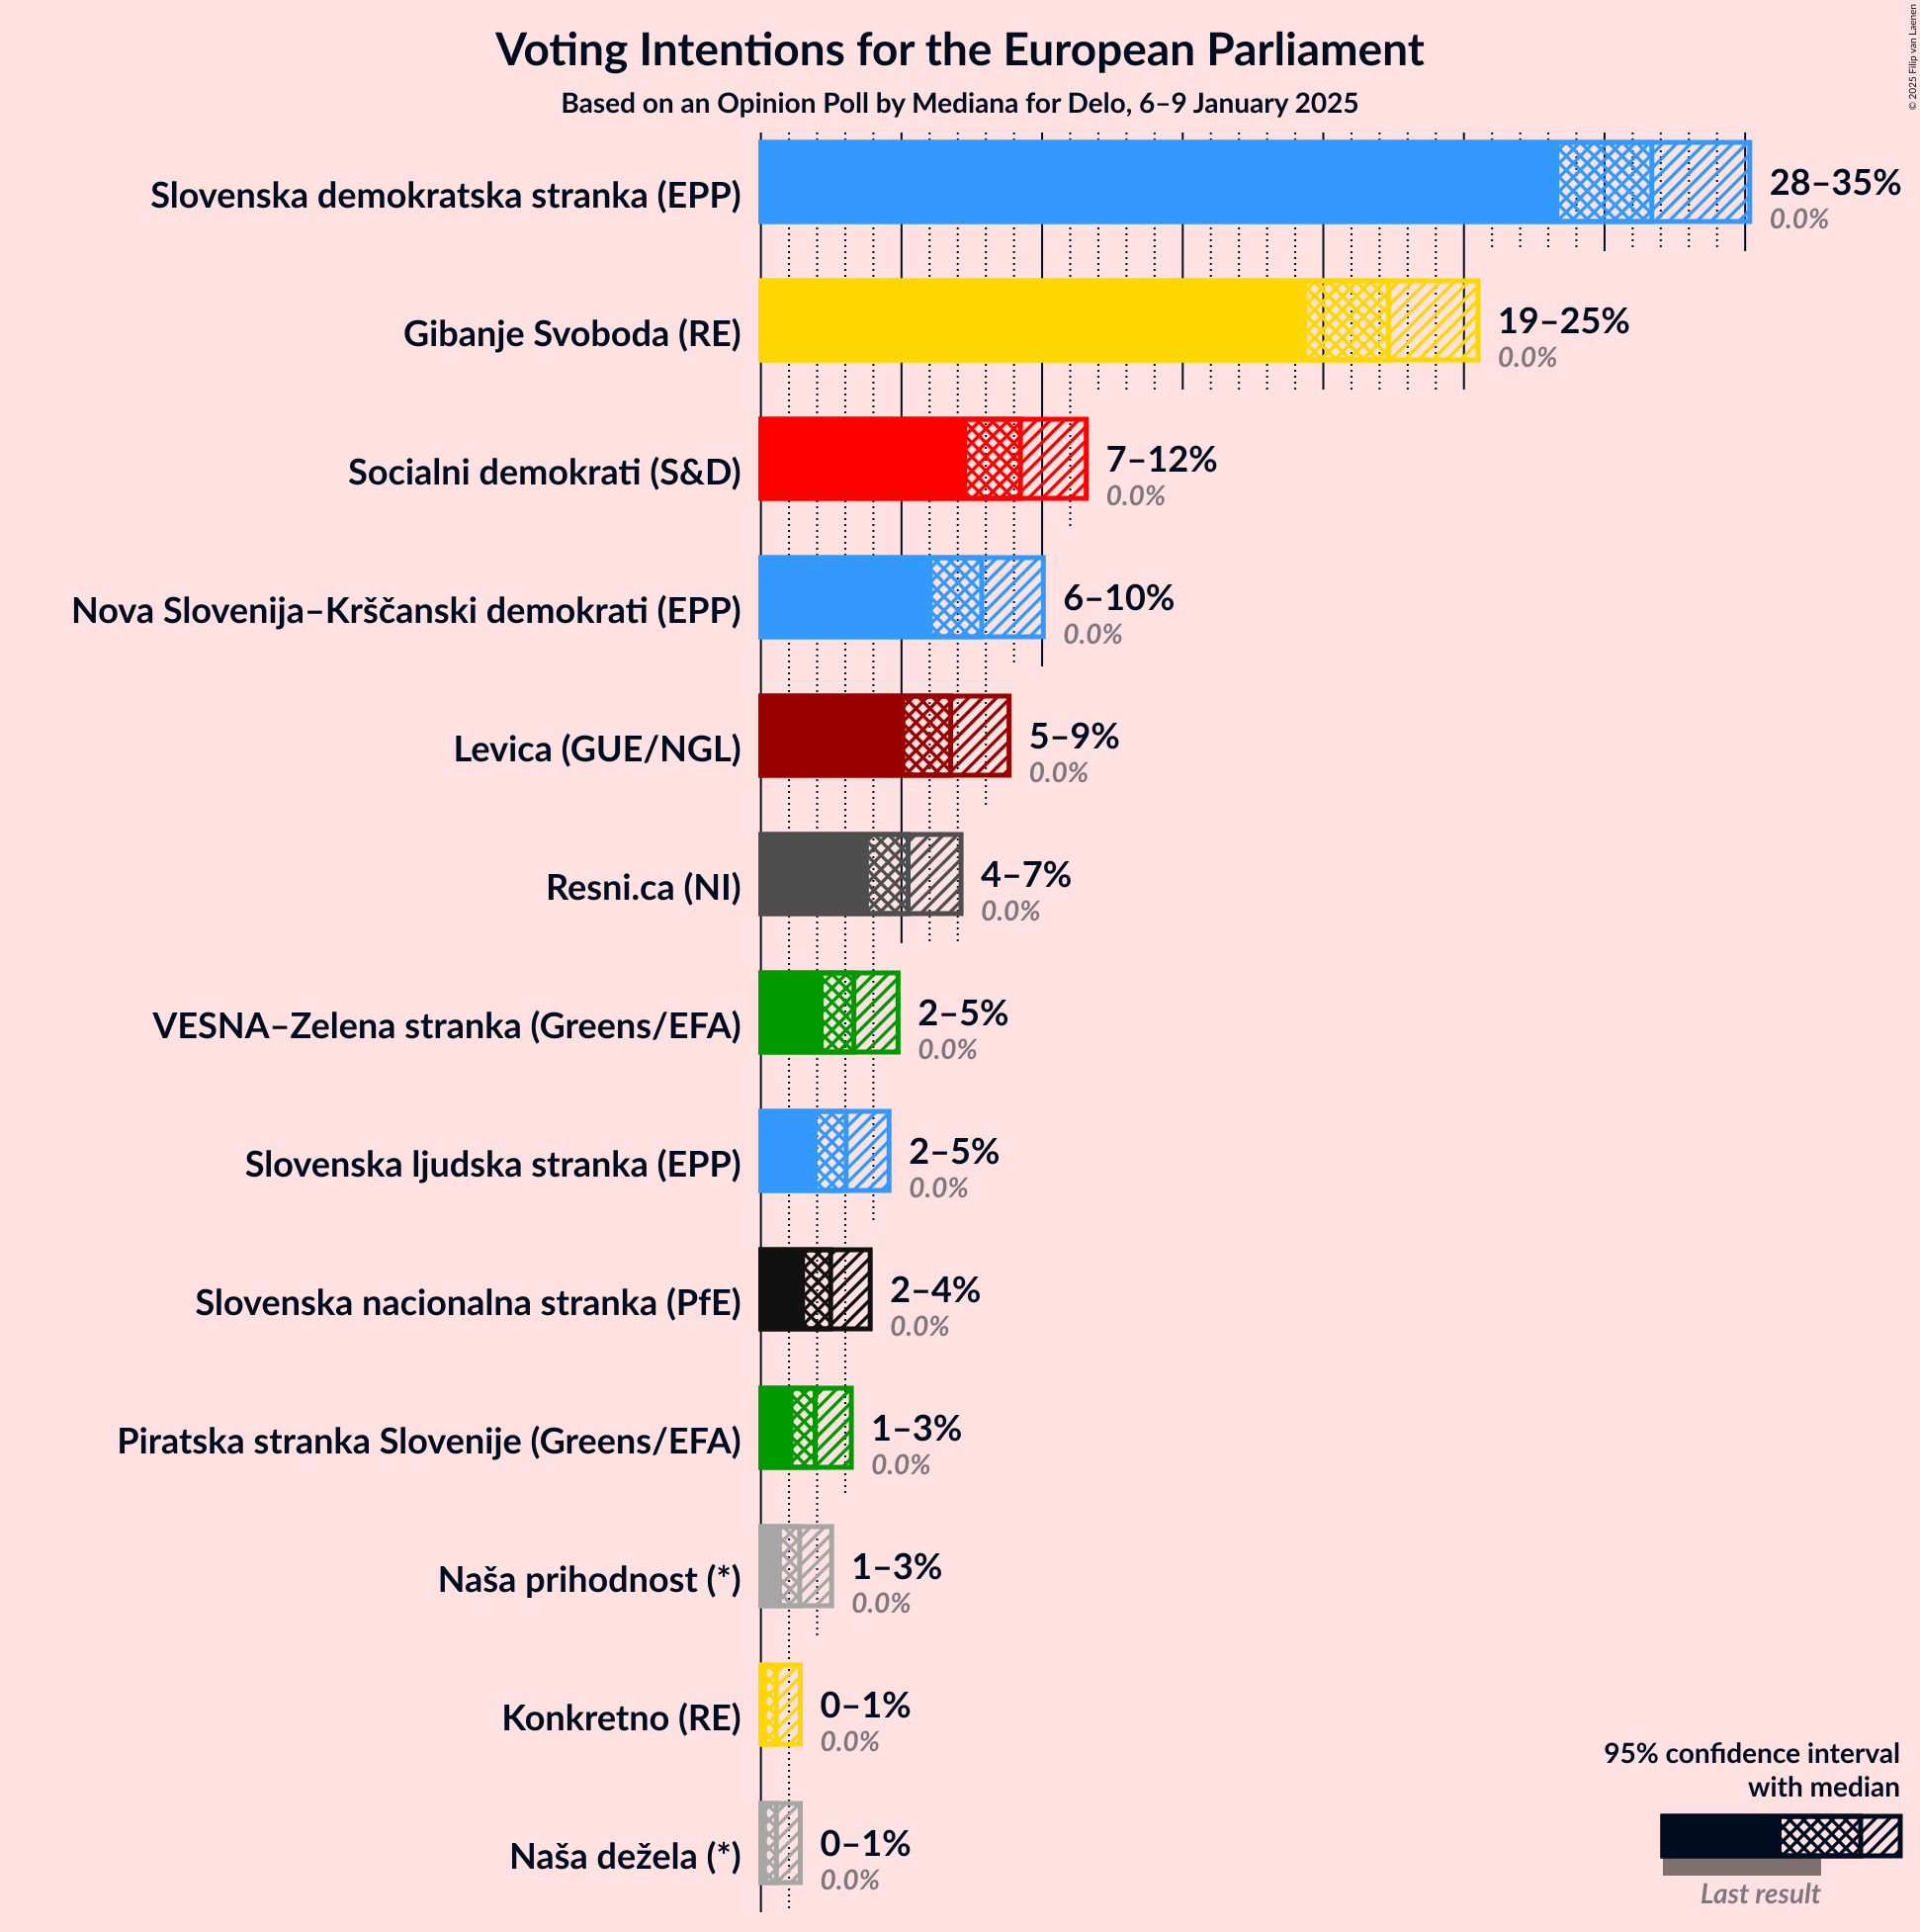 Voting Intentions for the European Parliament
Based on an Opinion Poll by Mediana for Delo, 6–9 January 2025
© 2025 Filip van Laenen
Slovenska demokratska stranka (EPP)
28–35%
0.0%
Gibanje Svoboda (RE)
19–25%
0.0%
Socialni demokrati (S&D)
7–12%
0.0%
Nova Slovenija–Krščanski demokrati (EPP)
6–10%
0.0%
Levica (GUE/NGL)
5–9%
0.0%
Resni.ca (NI)
4–7%
0.0%
VESNA–Zelena stranka (Greens/EFA)
2–5%
0.0%
Slovenska ljudska stranka (EPP)
2–5%
0.0%
Slovenska nacionalna stranka (PfE)
2–4%
0.0%
Piratska stranka Slovenije (Greens/EFA)
1–3%
0.0%
Naša prihodnost (*)
1–3%
0.0%
Konkretno (RE)
0–1%
0.0%
Naša dežela (*)
0–1%
0.0%
95% confidence interval
with median
Last result